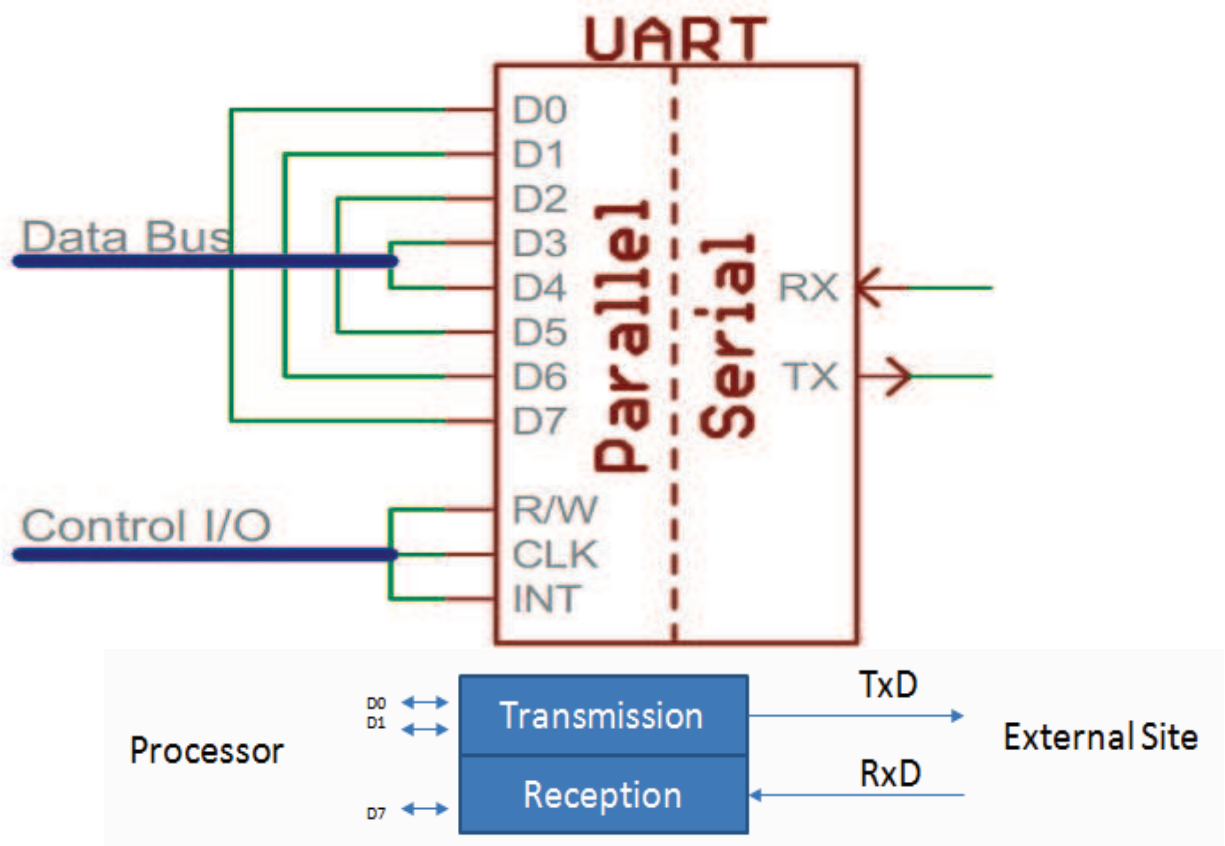 UART
D0
D1
D2
Data Bus
D3
D4
D5
D6
D7
Parallel
Serial
RX
TX
Control I/O
R/W
CLK
INT
Processor
D0
D1
D7
Transmission
Reception
TxD
RxD
External Site